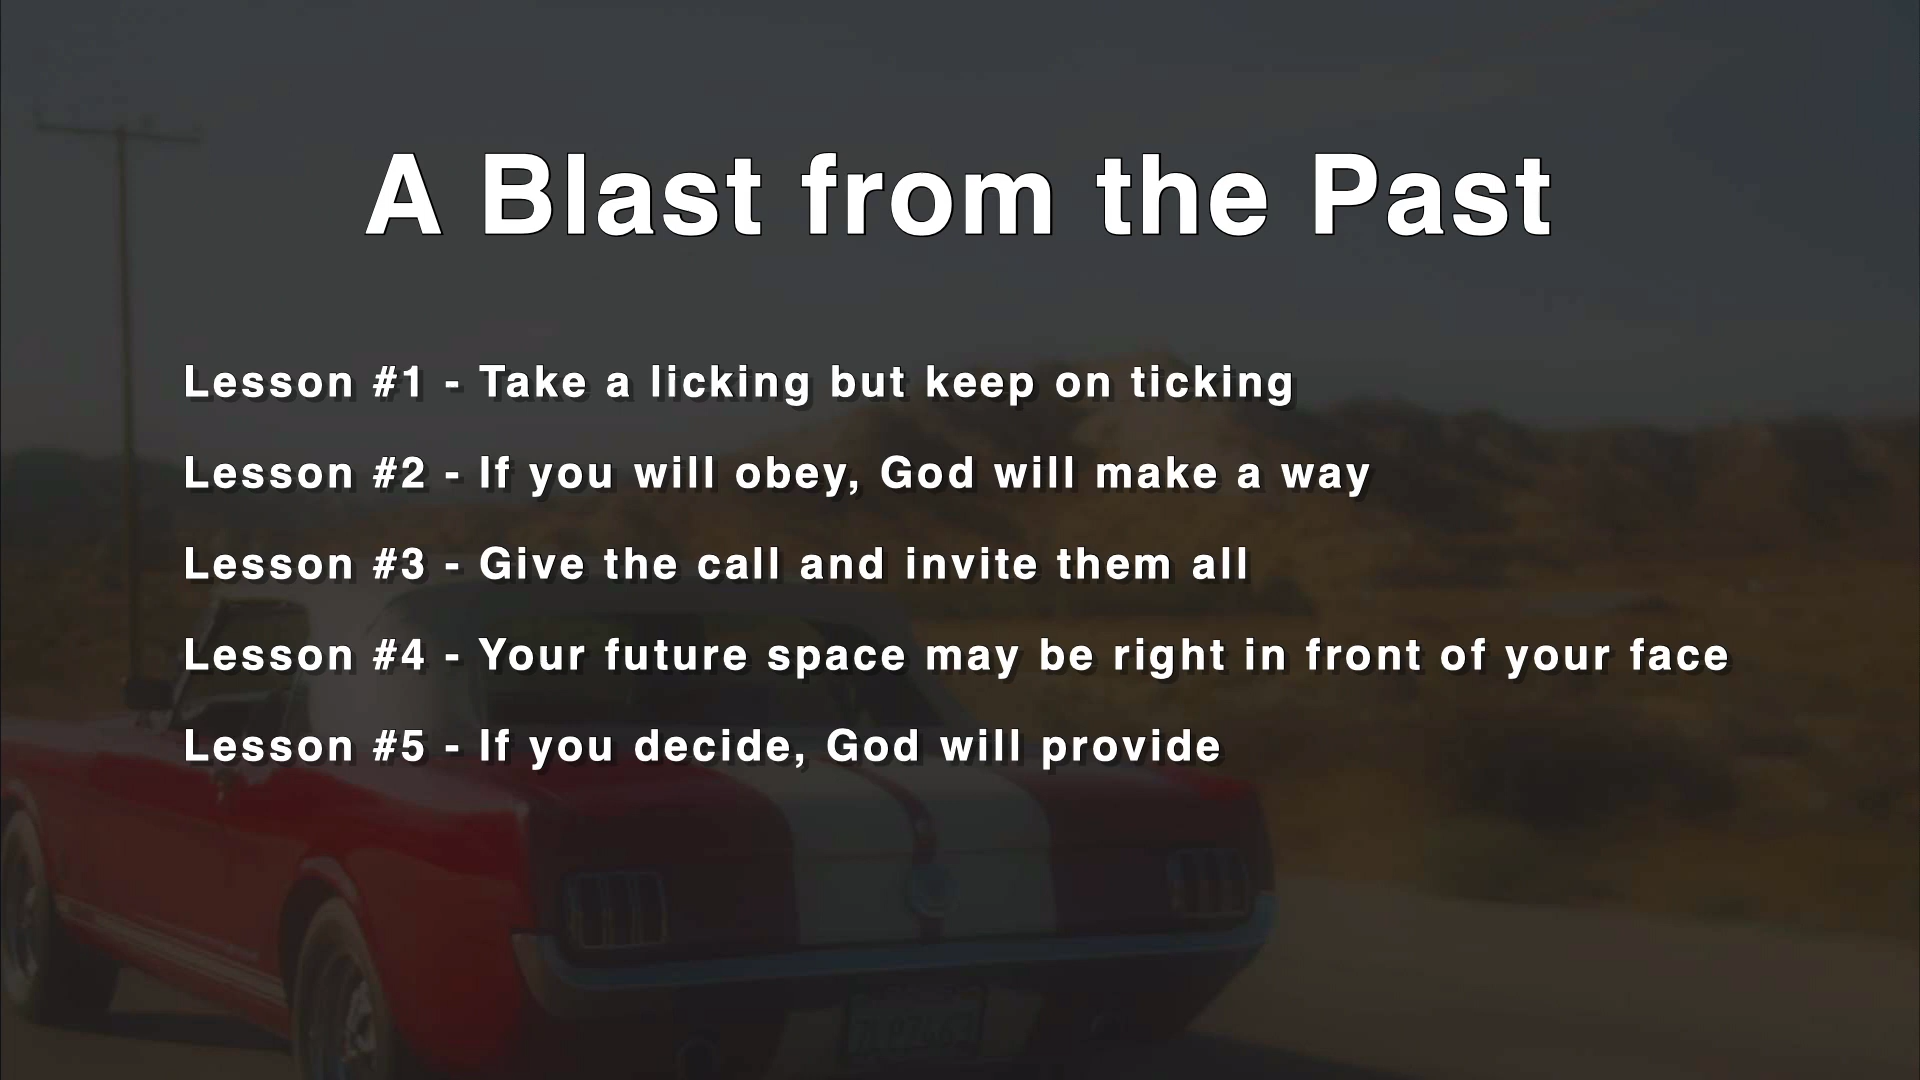 A Blast from the Past
Lesson #1 - Take a licking but keep on ticking
Lesson #2 - If you will obey, God will make a way
Lesson #3 - Give the call and invite them all
Lesson #4 - Your future space may be right in front of your face
Lesson #5 - If you decide, God will provide